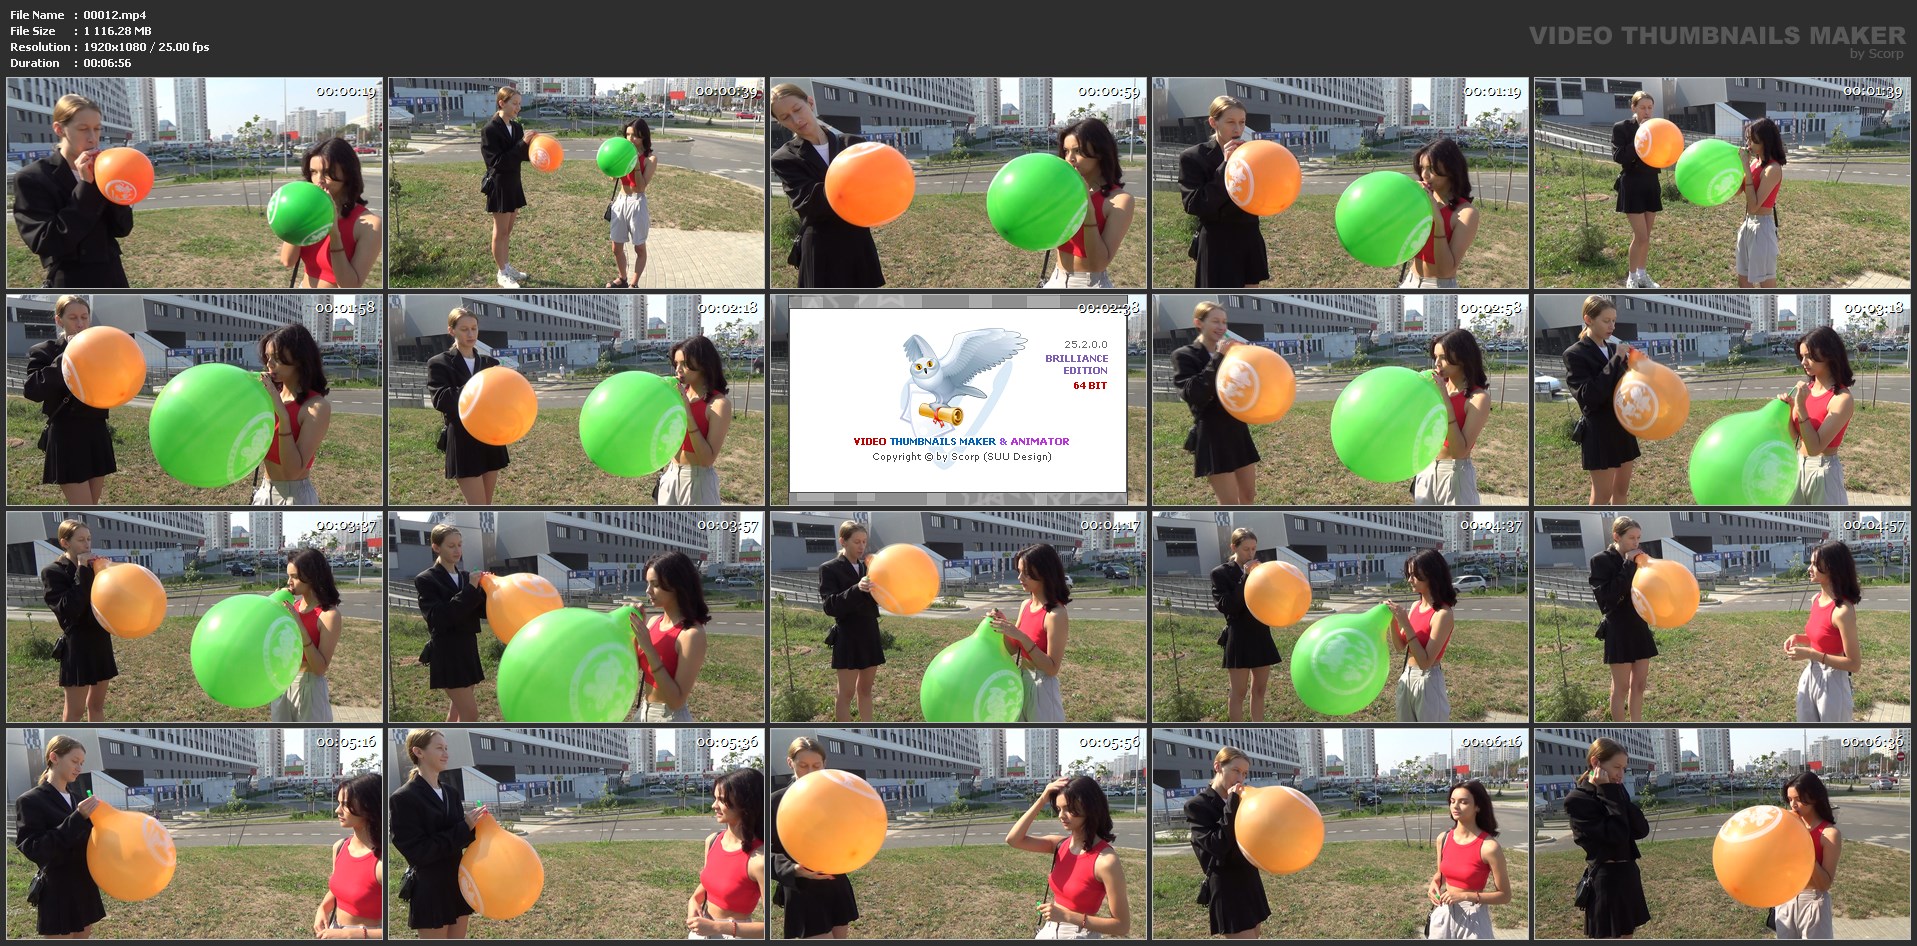 File Name : 00012.mp4
File Size : 1 116.28 MB
Resolution : 1920x1080 / 25.00 fps
Duration : 00:06:56
VIDEO THUMBNAILS MAKER
by Scorp
00:00:19
00:00:39
00:00:59
00:01:19
00:01:39
00:01:58
00:02:18
00:02:38
00:02:58
00:03:18
25.2.0.0
BRILLIANCE
EDITION
64 BIT
VIDEO THUMBNAILS MAKER & ANIMATOR
Copyright © by Scorp (SUU Design)
00:03:37
00:03:57
00:04:17
00:04:37
00:04:57
00:05:16
00:05:36
00:05:56
00:06:16
00:06:36